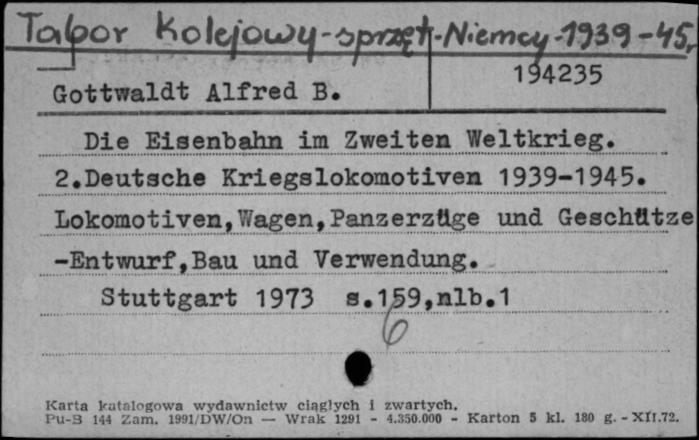 Tabor Kolejowy-sprzęt-Niemcy-1939-45,
194235
Gottwaldt Alfred B.
Die Eisenbahn im Zweiten Weltkrieg.
2.Deutsche Kriegslokomotiven 1939-1945.
Lokomotiven,Wagen,Panzerzüge und Geschütze
-Entwurf,Bau und Verwendung.
Stuttgart 1973 s.159,nlb.1
6
Karta katalogowa wydawnictw ciągłych i zwartych.
Pu-B 144 Zam. 1991/DW/On — Wrak 1291 - 4.350.000 - Karton 5 kl. 180 g. - XII.72.